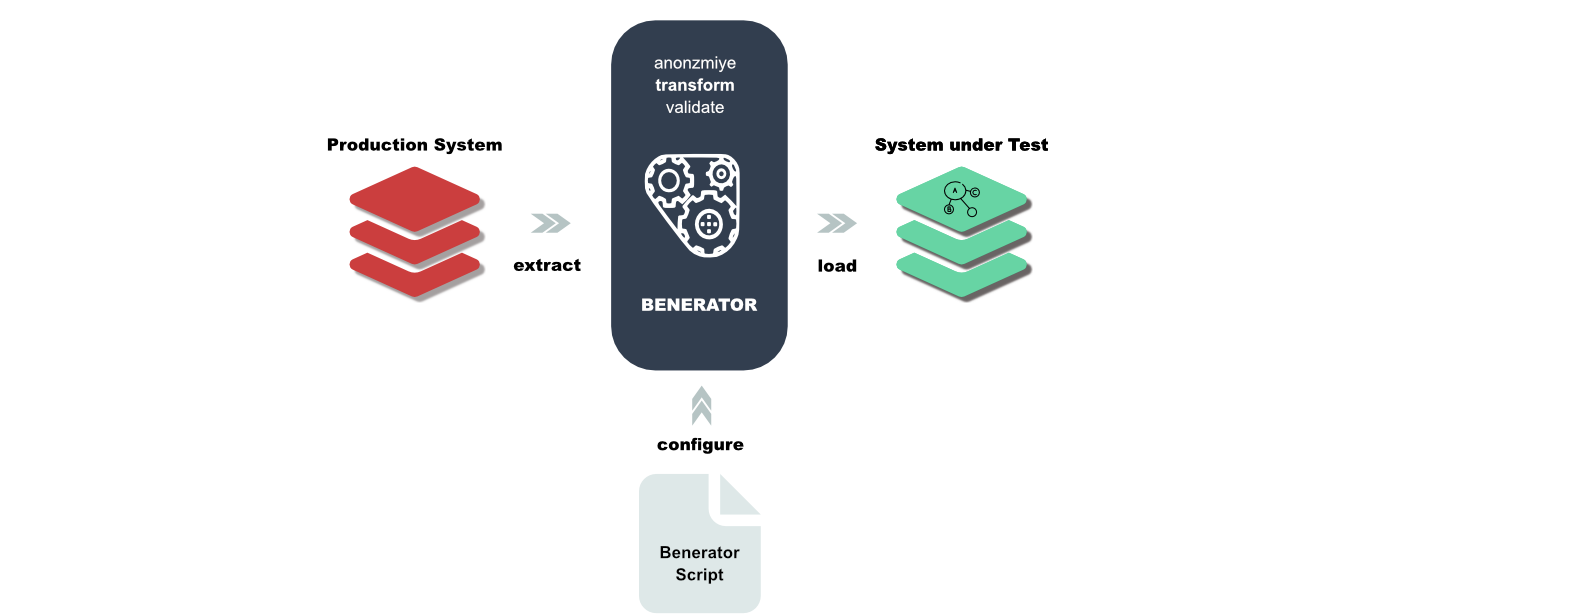 anonzmiye
transform
validate
Production System
System under Test
A
C
B
extract
load
BENERATOR
configure
Benerator
Script